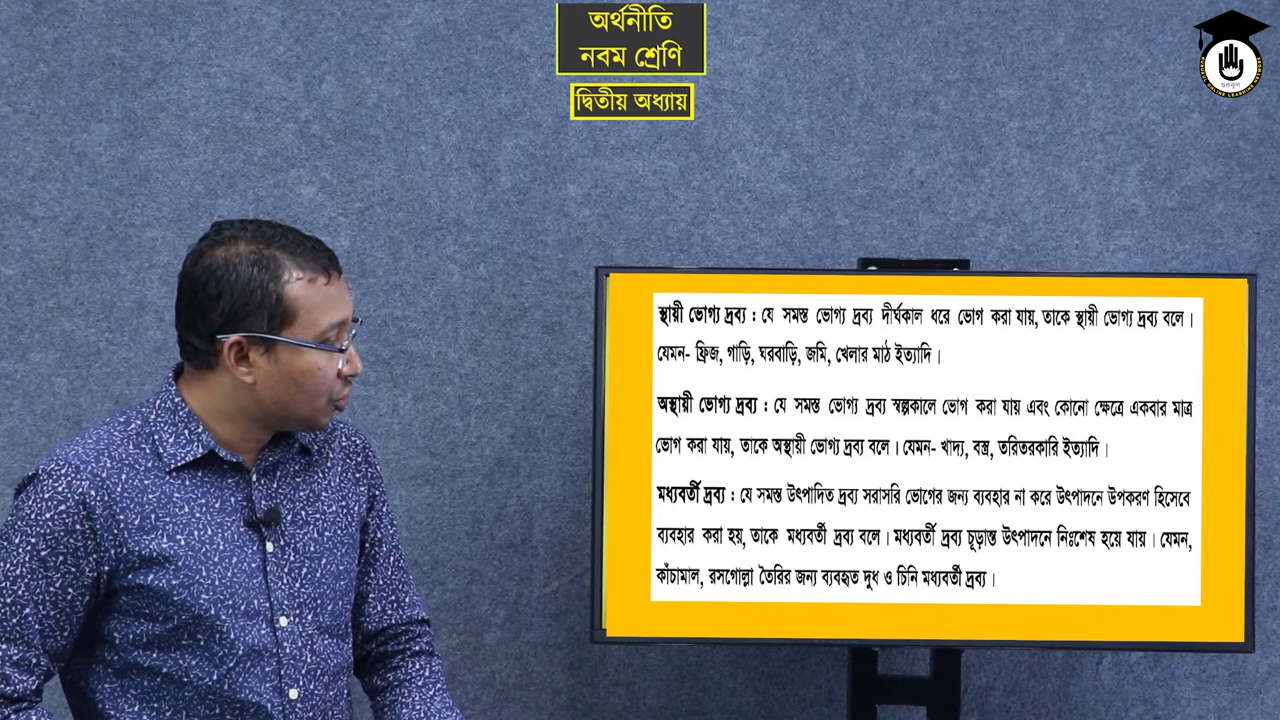 অর্থনীতি
নবম শ্রেণি
দ্বিতীয় অধ্যায়
গুরুকুল
স্থায়ী ভোগ্য দ্রব্য : যে সমস্ত ভোগ্য দ্রব্য দীর্ঘকাল ধরে ভোগ করা যায়, তাকে স্থায়ী ভোগ্য দ্রব্য বলে।
যেমন- ফ্রিজ, গাড়ি, ঘরবাড়ি, জমি, খেলার মাঠ ইত্যাদি।
অস্থায়ী ভোগ্য দ্রব্য : যে সমস্ত ভোগ্য দ্রব্য স্বল্পকালে ভোগ করা যায় এবং কোনো ক্ষেত্রে একবার মাত্র
ভোগ করা যায়, তাকে অস্থায়ী ভোগ্য দ্রব্য বলে। যেমন- খাদ্য, বস্ত্র, তরিতরকারি ইত্যাদি।
মধ্যবর্তী দ্রব্য : যে সমস্ত উৎপাদিত দ্রব্য সরাসরি ভোগের জন্য ব্যবহার না করে উৎপাদনে উপকরণ হিসেবে
ব্যবহার করা হয়, তাকে মধ্যবর্তী দ্রব্য বলে। মধ্যবর্তী দ্রব্য চূড়ান্ত উৎপাদনে নিঃশেষ হয়ে যায়। যেমন,
কাঁচামাল, রসগোল্লা তৈরির জন্য ব্যবহৃত দুধ ও চিনি মধ্যবর্তী দ্রব্য।